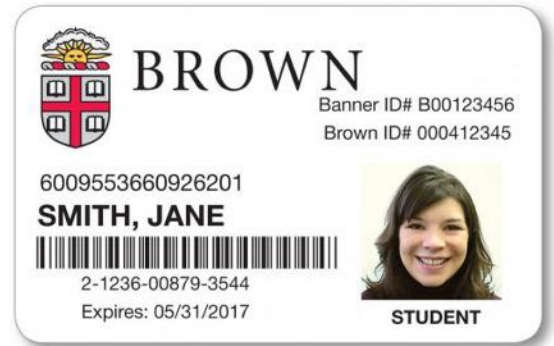 BROWN
Banner ID# B00123456
Brown ID# 000412345
6009553660926201
SMITH, JANE
2-1236-00879-3544
Expires: 05/31/2017
STUDENT